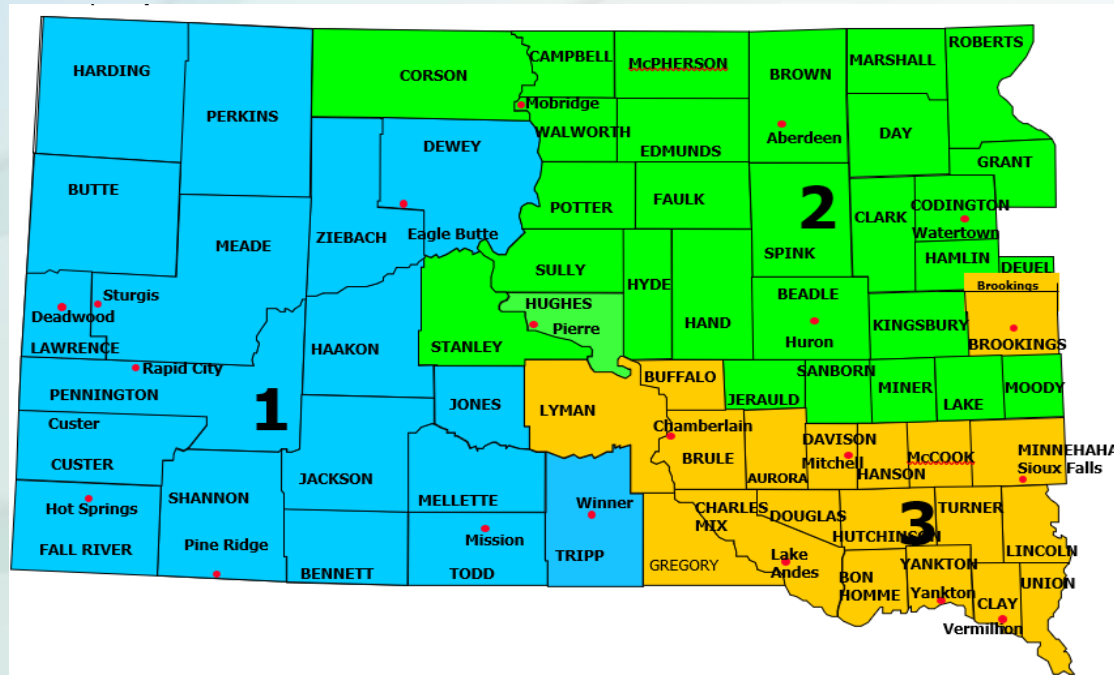 HARDING
PERKINS
CORSON
CAMPBELL
McPHERSON
BROWN
MARSHALL
ROBERTS
Mobridge
WALWORTH
EDMUNDS
Aberdeen
DAY
GRANT
BUTTE
DEWEY
MEADE
ZIEBACH
Eagle Butte
POTTER
FAULK
2
SPINK
CLARK
CODINGTON
Watertown
HAMLIN
DEUEL
Sturgis
Deadwood
LAWRENCE
SULLY
HYDE
HUGHES
Pierre
HAND
BEADLE
Huron
KINGSBURY
Brookings
BROOKINGS
STANLEY
HAAKON
Rapid City
PENNINGTON
1
JONES
LYMAN
BUFFALO
JERAULD
SANBORN
MINER
LAKE
MOODY
Custer
CUSTER
Chamberlain
BRULE
AURORA
DAVISON
Mitchell
HANSON
McCOOK
MINNEHAHA
Sioux Falls
Hot Springs
FALL RIVER
SHANNON
Pine Ridge
JACKSON
BENNETT
MELLETTE
Mission
TODD
Winner
TRIPP
GREGORY
CHARLES
MIX
DOUGLAS
HUTCHINSON
3
TURNER
LINCOLN
Lake
Andes
BON
HOMME
YANKTON
Yankton
CLAY
Vermilhon
UNION